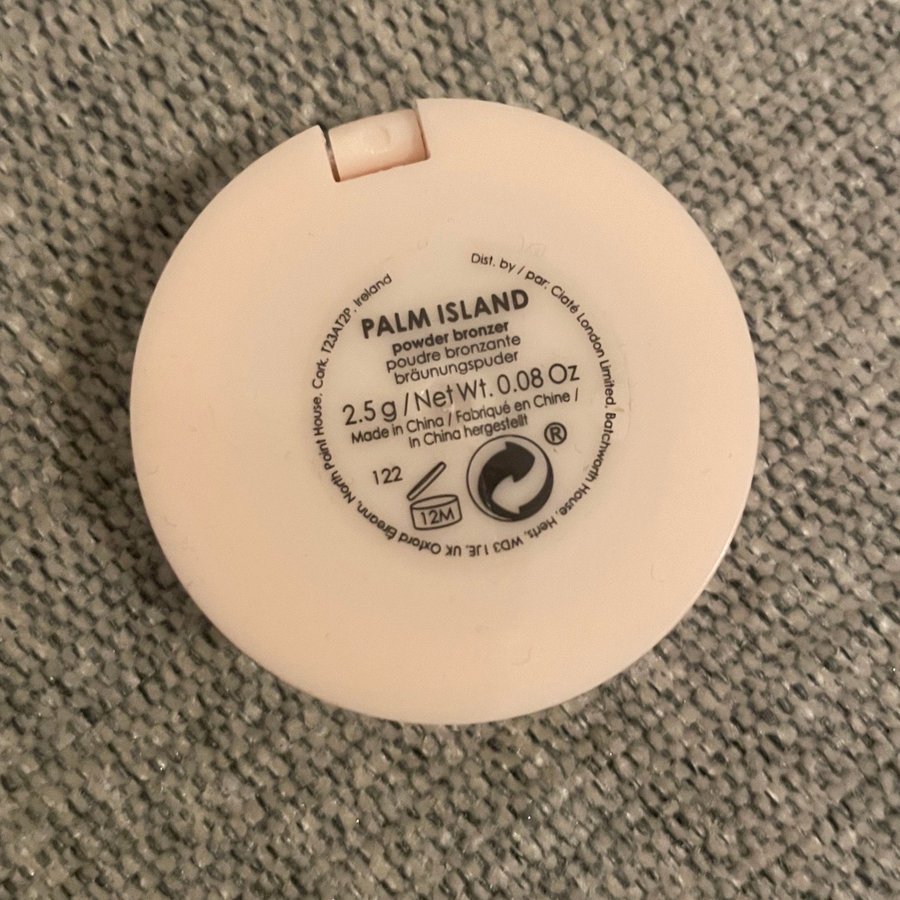 PALM ISLAND
powder bronzer
poudre bronzante
bräunungspuder
2.5 g / Net Wt. 0.08 Oz
Made in China / Fabriqué en Chine /
In China hergestellt
122
12M
®
Dist. by / par: Ciaté London Limited, Batchworth House, Herts, WD3 1JE, UK Oxford Greann, North Point House, Cork, T23AT2P, Ireland